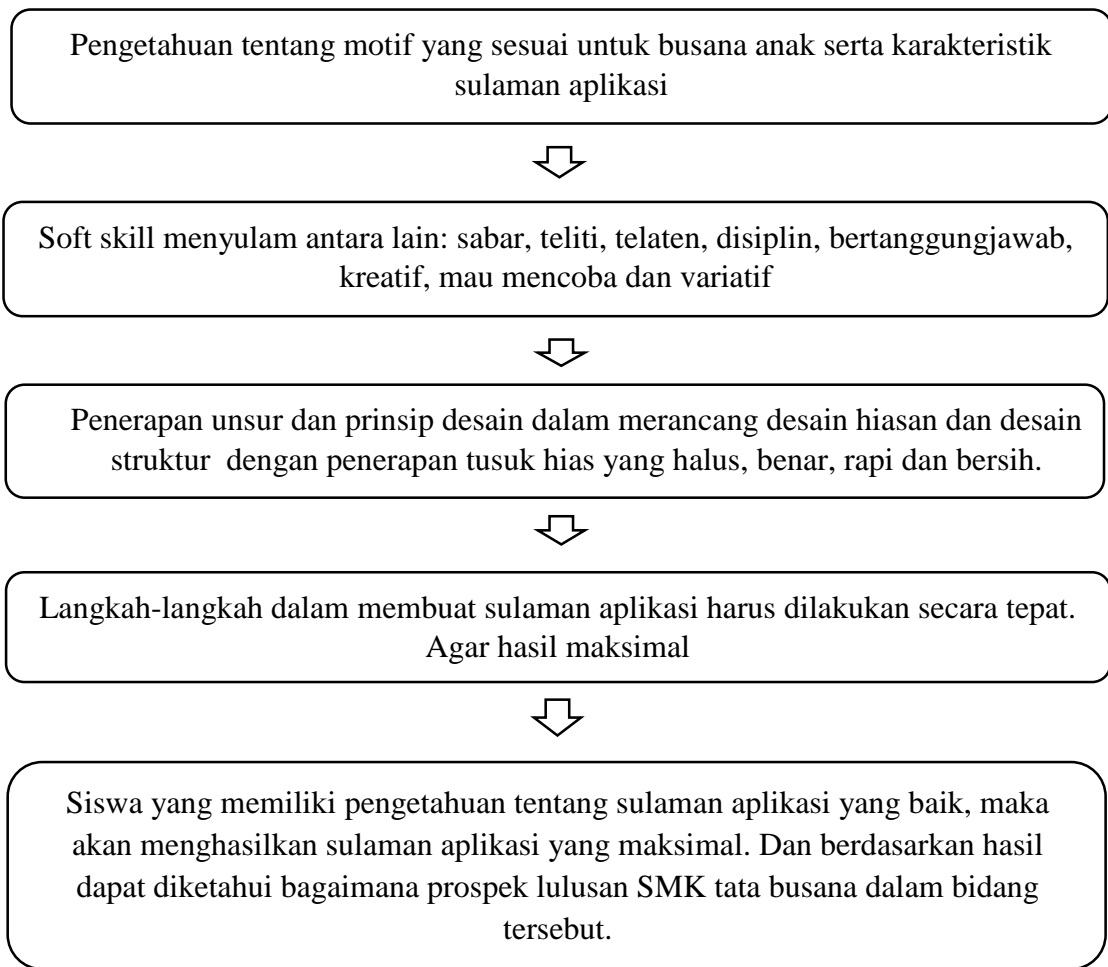 Pengetahuan tentang motif yang sesuai untuk busana anak serta karakteristik
sulaman aplikasi
Soft skill menyulam antara lain: sabar, teliti, telaten, disiplin, bertanggungjawab,
kreatif, mau mencoba dan variatif
Penerapan unsur dan prinsip desain dalam merancang desain hiasan dan desain
struktur dengan penerapan tusuk hias yang halus, benar, rapi dan bersih.
Langkah-langkah dalam membuat sulaman aplikasi harus dilakukan secara tepat.
Agar hasil maksimal
Siswa yang memiliki pengetahuan tentang sulaman aplikasi yang baik, maka
akan menghasilkan sulaman aplikasi yang maksimal. Dan berdasarkan hasil
dapat diketahui bagaimana prospek lulusan SMK tata busana dalam bidang
tersebut.